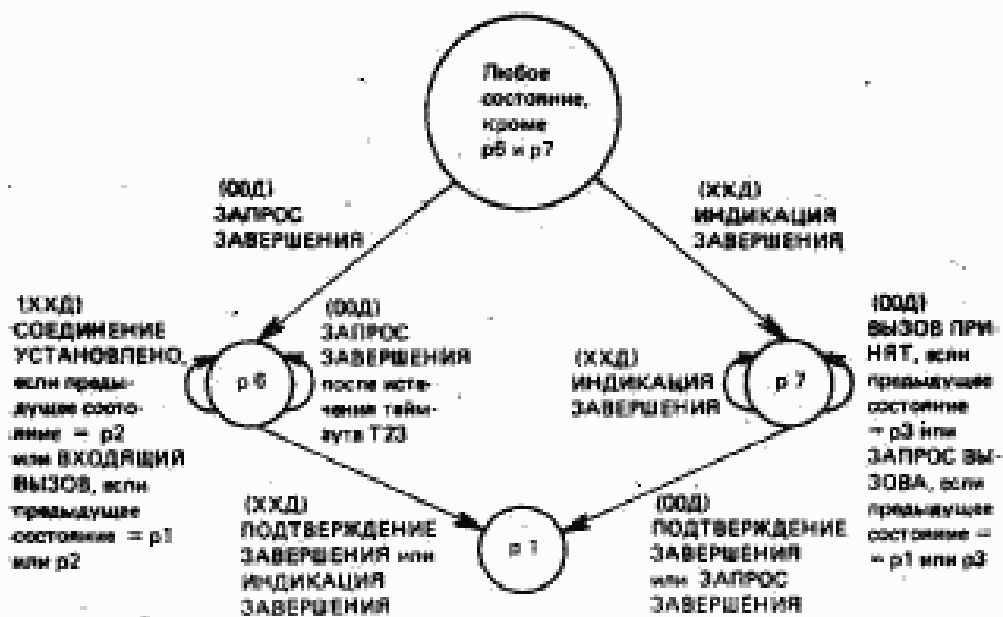 Любое
состояние,
кроме
р6 и р7
(ООД)
ЗАПРОС
ЗАВЕРШЕНИЯ
(ХХД)
ИНДИКАЦИЯ
ЗАВЕРШЕНИЯ
(ХХД)
СОЕДИНЕНИЕ
УСТАНОВЛЕНО,
если преды-
дущее состо-
яние = р2
или ВХОДЯЩИЙ
ВЫЗОВ, если
предыдущее
состояние = р1
или р2
р 6
(ООД)
ЗАПРОС
ЗАВЕРШЕНИЯ
после исте-
чения тайм-
аута Т23
(ХХД)
ИНДИКАЦИЯ
ЗАВЕРШЕНИЯ
р 7
(ООД)
ВЫЗОВ ПРИ-
НЯТ, если
предыдущее
состояние
= р3 или
ЗАПРОС ВЫ-
ЗОВА, если
предыдущее
состояние =
= р1 или р3
(ХХД)
ПОДТВЕРЖДЕНИЕ
ЗАВЕРШЕНИЯ или
ИНДИКАЦИЯ
ЗАВЕРШЕНИЯ
р 1
(ООД)
ПОДТВЕРЖДЕНИЕ
ЗАВЕРШЕНИЯ
или ЗАПРОС
ЗАВЕРШЕНИЯ